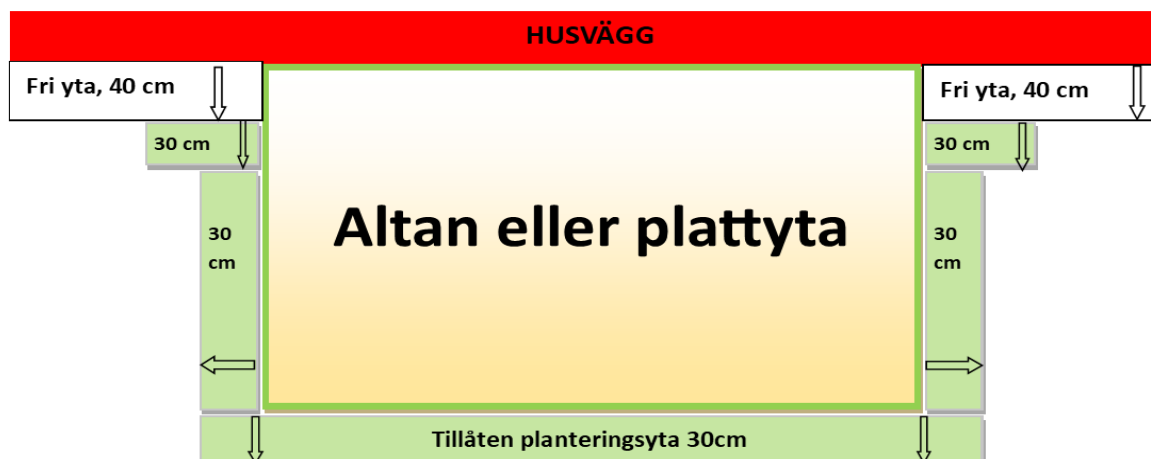 HUSVÄGG
Fri yta, 40 cm
Fri yta, 40 cm
30 cm
30 cm
Altan eller plattyta
30
cm
30
cm
Tillåten planteringsyta 30cm